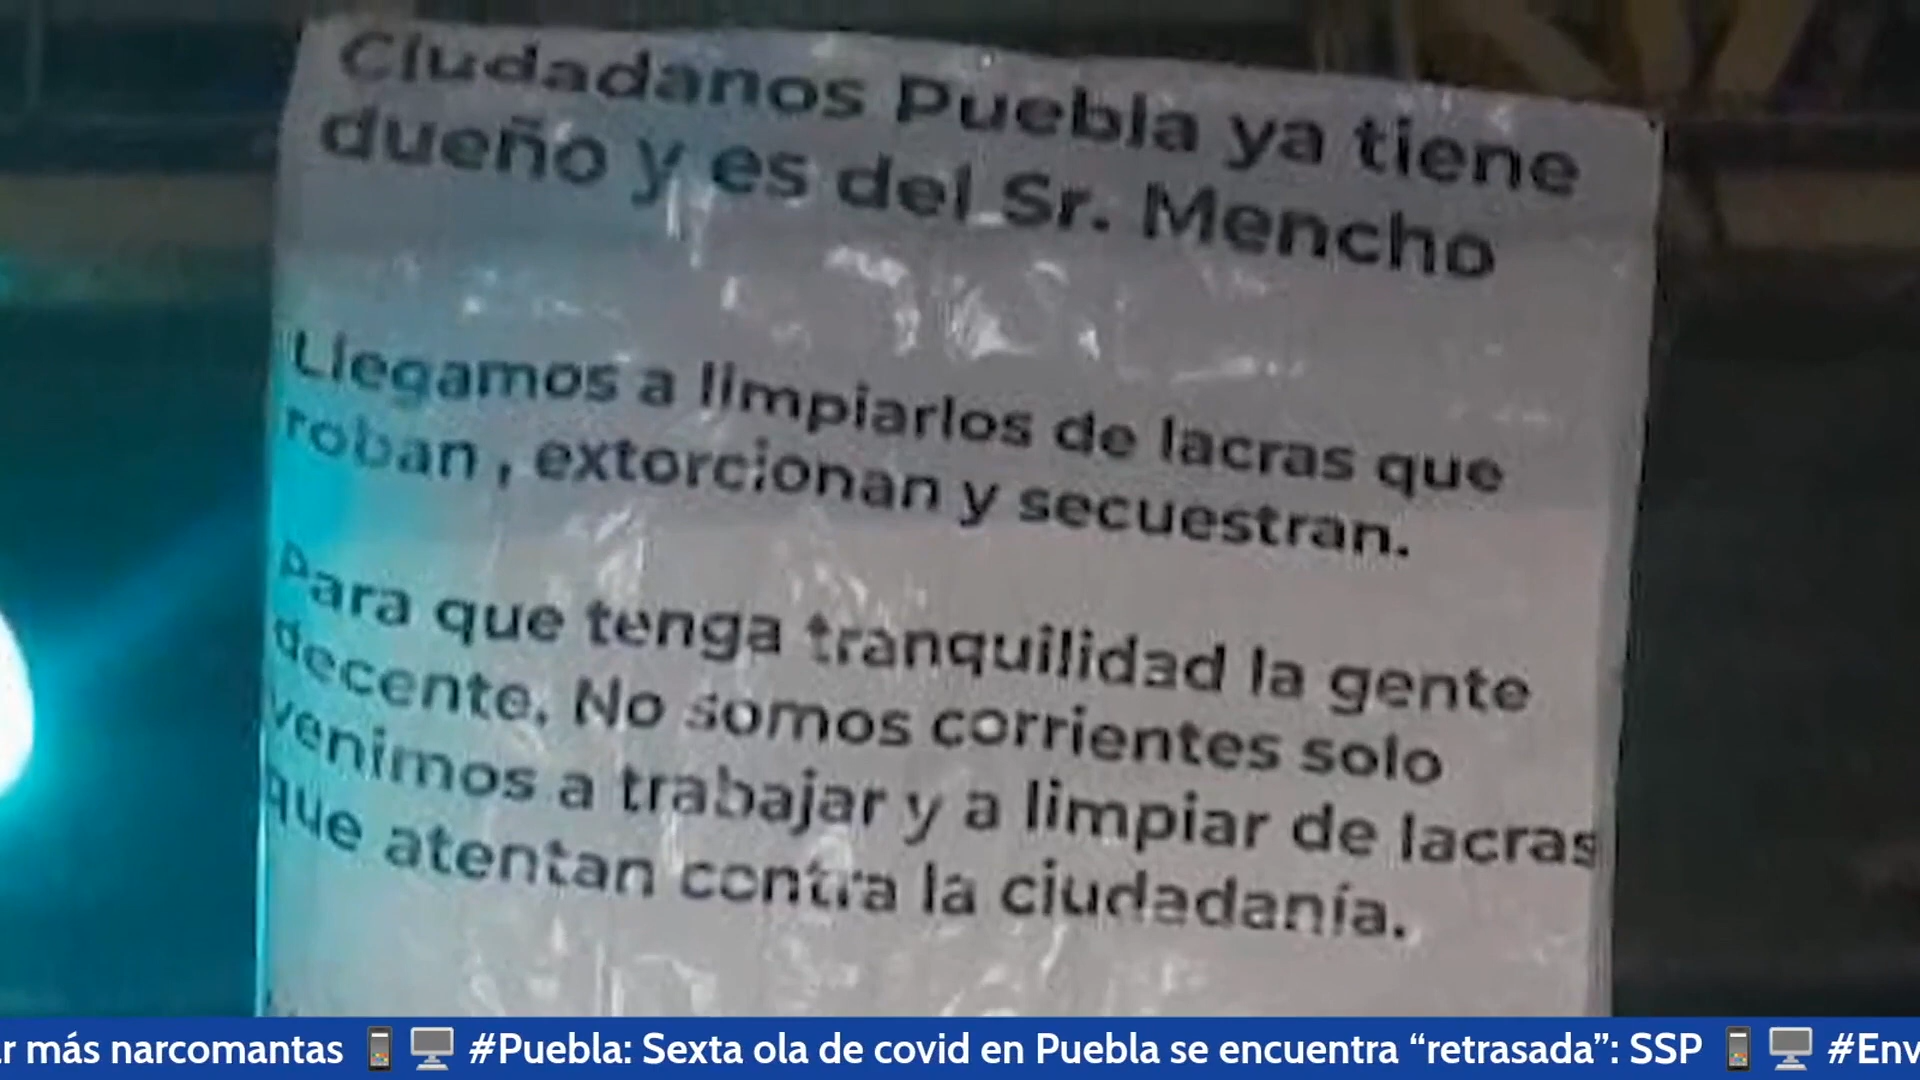 Ciudadanos Puebla ya tiene
dueño y es del Sr. Mencho
Llegamos a limpiarlos de lacras que
roban , extorcionan y secuestran.
Para que tenga tranquilidad la gente
decente. No somos corrientes solo
venimos a trabajar y a limpiar de lacras
que atentan contra la ciudadanía.
r más narcomantas #Puebla: Sexta ola de covid en Puebla se encuentra “retrasada”: SSP #Env